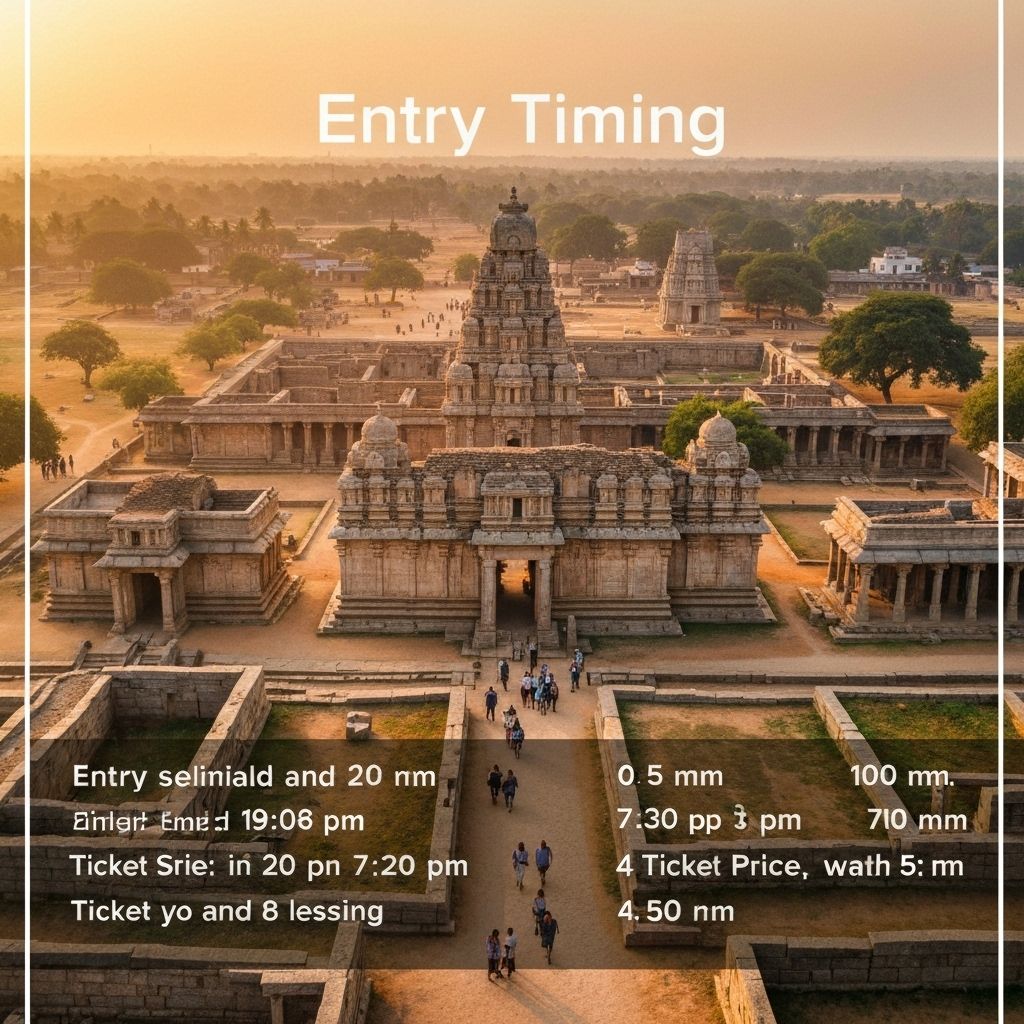 Entry Timing
Entry seliniald and 20 nm 0.5 mm 100 mm.
19:08 pm 7:30 pp 3 pm 710 mm
Ticket Srie: in 20 pn 7:20 pm 4 Ticket Price, wath 5: m
Ticket yo and 8 lessing 4.50 nm